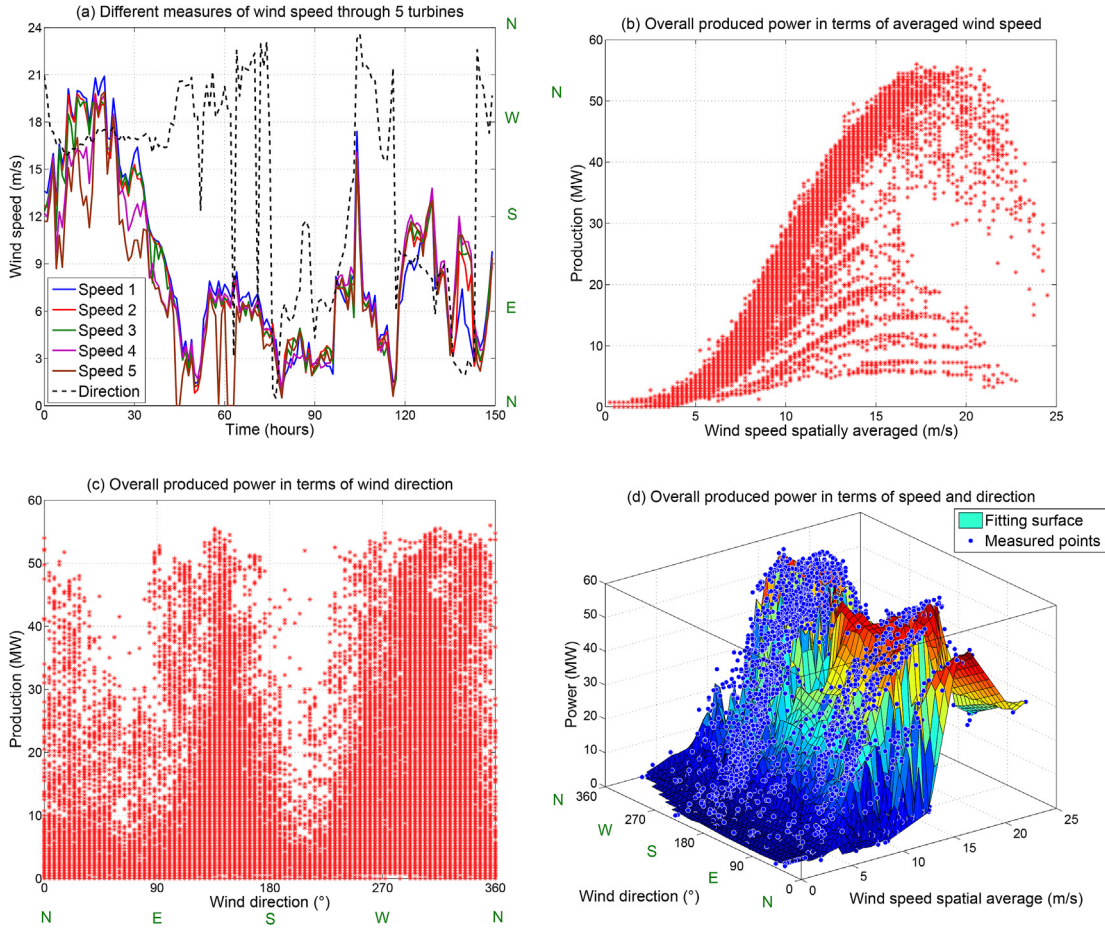 (a) Different measures of wind speed through 5 turbines
24
21
18
15
12
9
6
3
0
Wind speed (m/s)
Speed 1
Speed 2
Speed 3
Speed 4
Speed 5
Direction
0
30
60
90
120
150
Time (hours)
N
W
S
E
N
(b) Overall produced power in terms of averaged wind speed
N
60
50
40
30
20
10
0
Production (MW)
0
5
10
15
20
25
Wind speed spatially averaged (m/s)
(c) Overall produced power in terms of wind direction
60
50
40
30
20
10
0
Production (MW)
0
90
180
270
360
Wind direction (°)
N
E
S
W
N
(d) Overall produced power in terms of speed and direction
Fitting surface
Measured points
60
50
40
30
20
10
0
Power (MW)
360
270
180
90
0
N
W
S
E
N
Wind direction (°)
0
5
10
15
20
25
Wind speed spatial average (m/s)